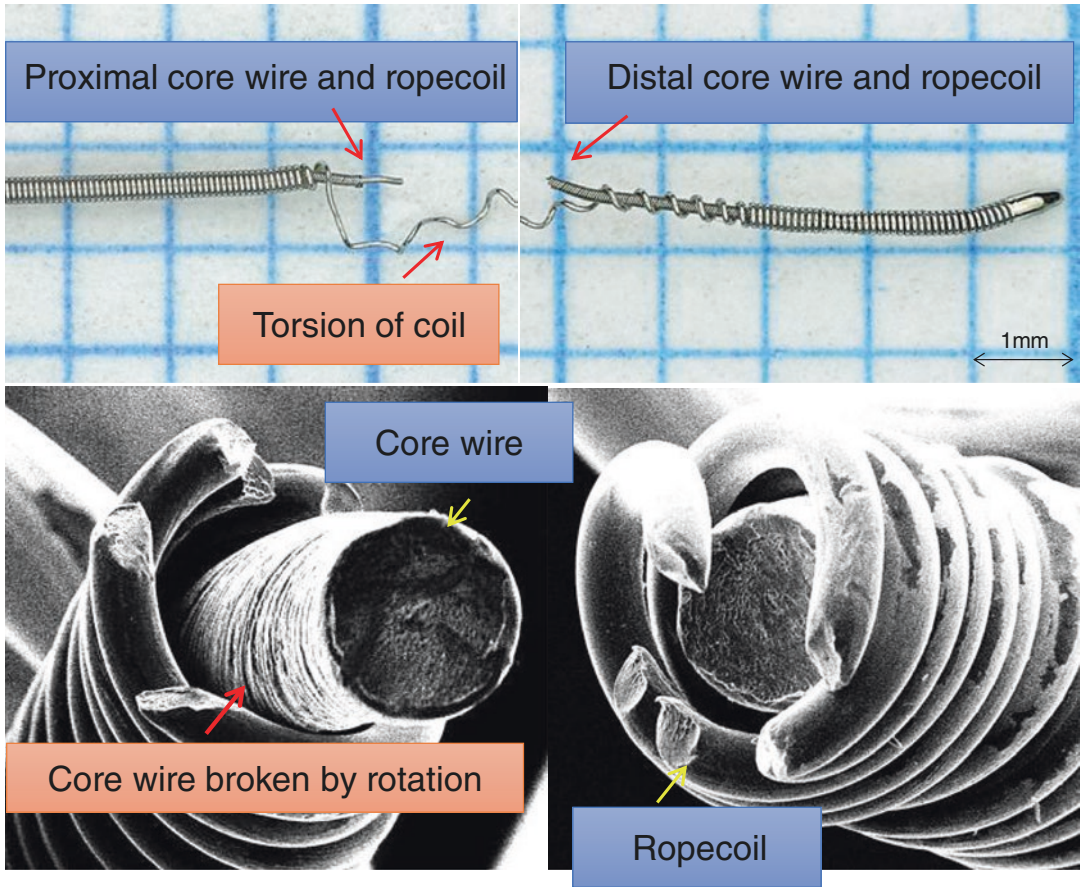 Proximal core wire and ropecoil
Distal core wire and ropecoil
Torsion of coil
1mm
Core wire
Core wire broken by rotation
Ropecoil